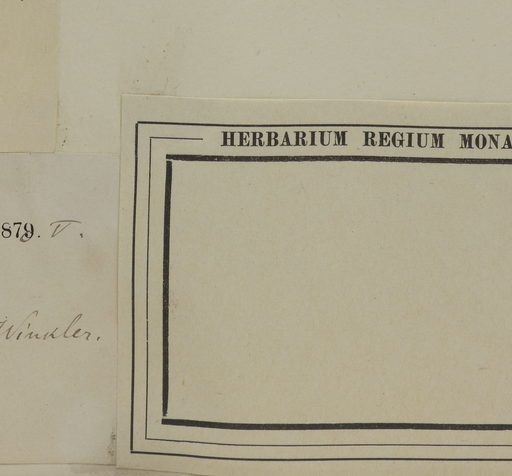 HERBARIUM REGIUM MONA
879. V.
Winkler.